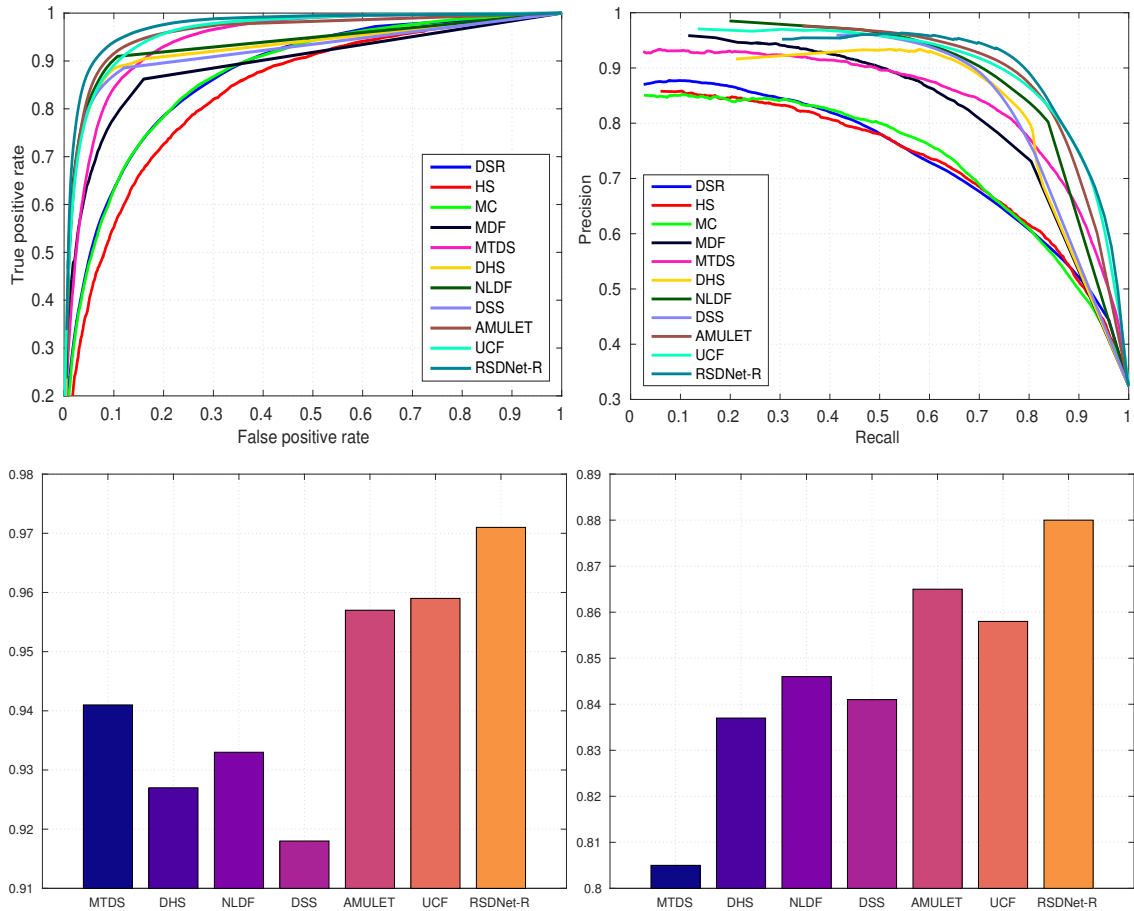 1
0.9
0.8
0.7
0.6
0.5
0.4
0.3
0.2
True positive rate
0 0.1 0.2 0.3 0.4 0.5 0.6 0.7 0.8 0.9 1
False positive rate
DSR
HS
MC
MDF
MTDS
DHS
NLDF
DSS
AMULET
UCF
RSDNet-R
1
0.9
0.8
0.7
0.6
0.5
0.4
0.3
Precision
0 0.1 0.2 0.3 0.4 0.5 0.6 0.7 0.8 0.9 1
Recall
DSR
HS
MC
MDF
MTDS
DHS
NLDF
DSS
AMULET
UCF
RSDNet-R
0.98
0.97
0.96
0.95
0.94
0.93
0.92
0.91
MTDS DHS NLDF DSS AMULET UCF RSDNet-R
0.89
0.88
0.87
0.86
0.85
0.84
0.83
0.82
0.81
0.8
MTDS DHS NLDF DSS AMULET UCF RSDNet-R